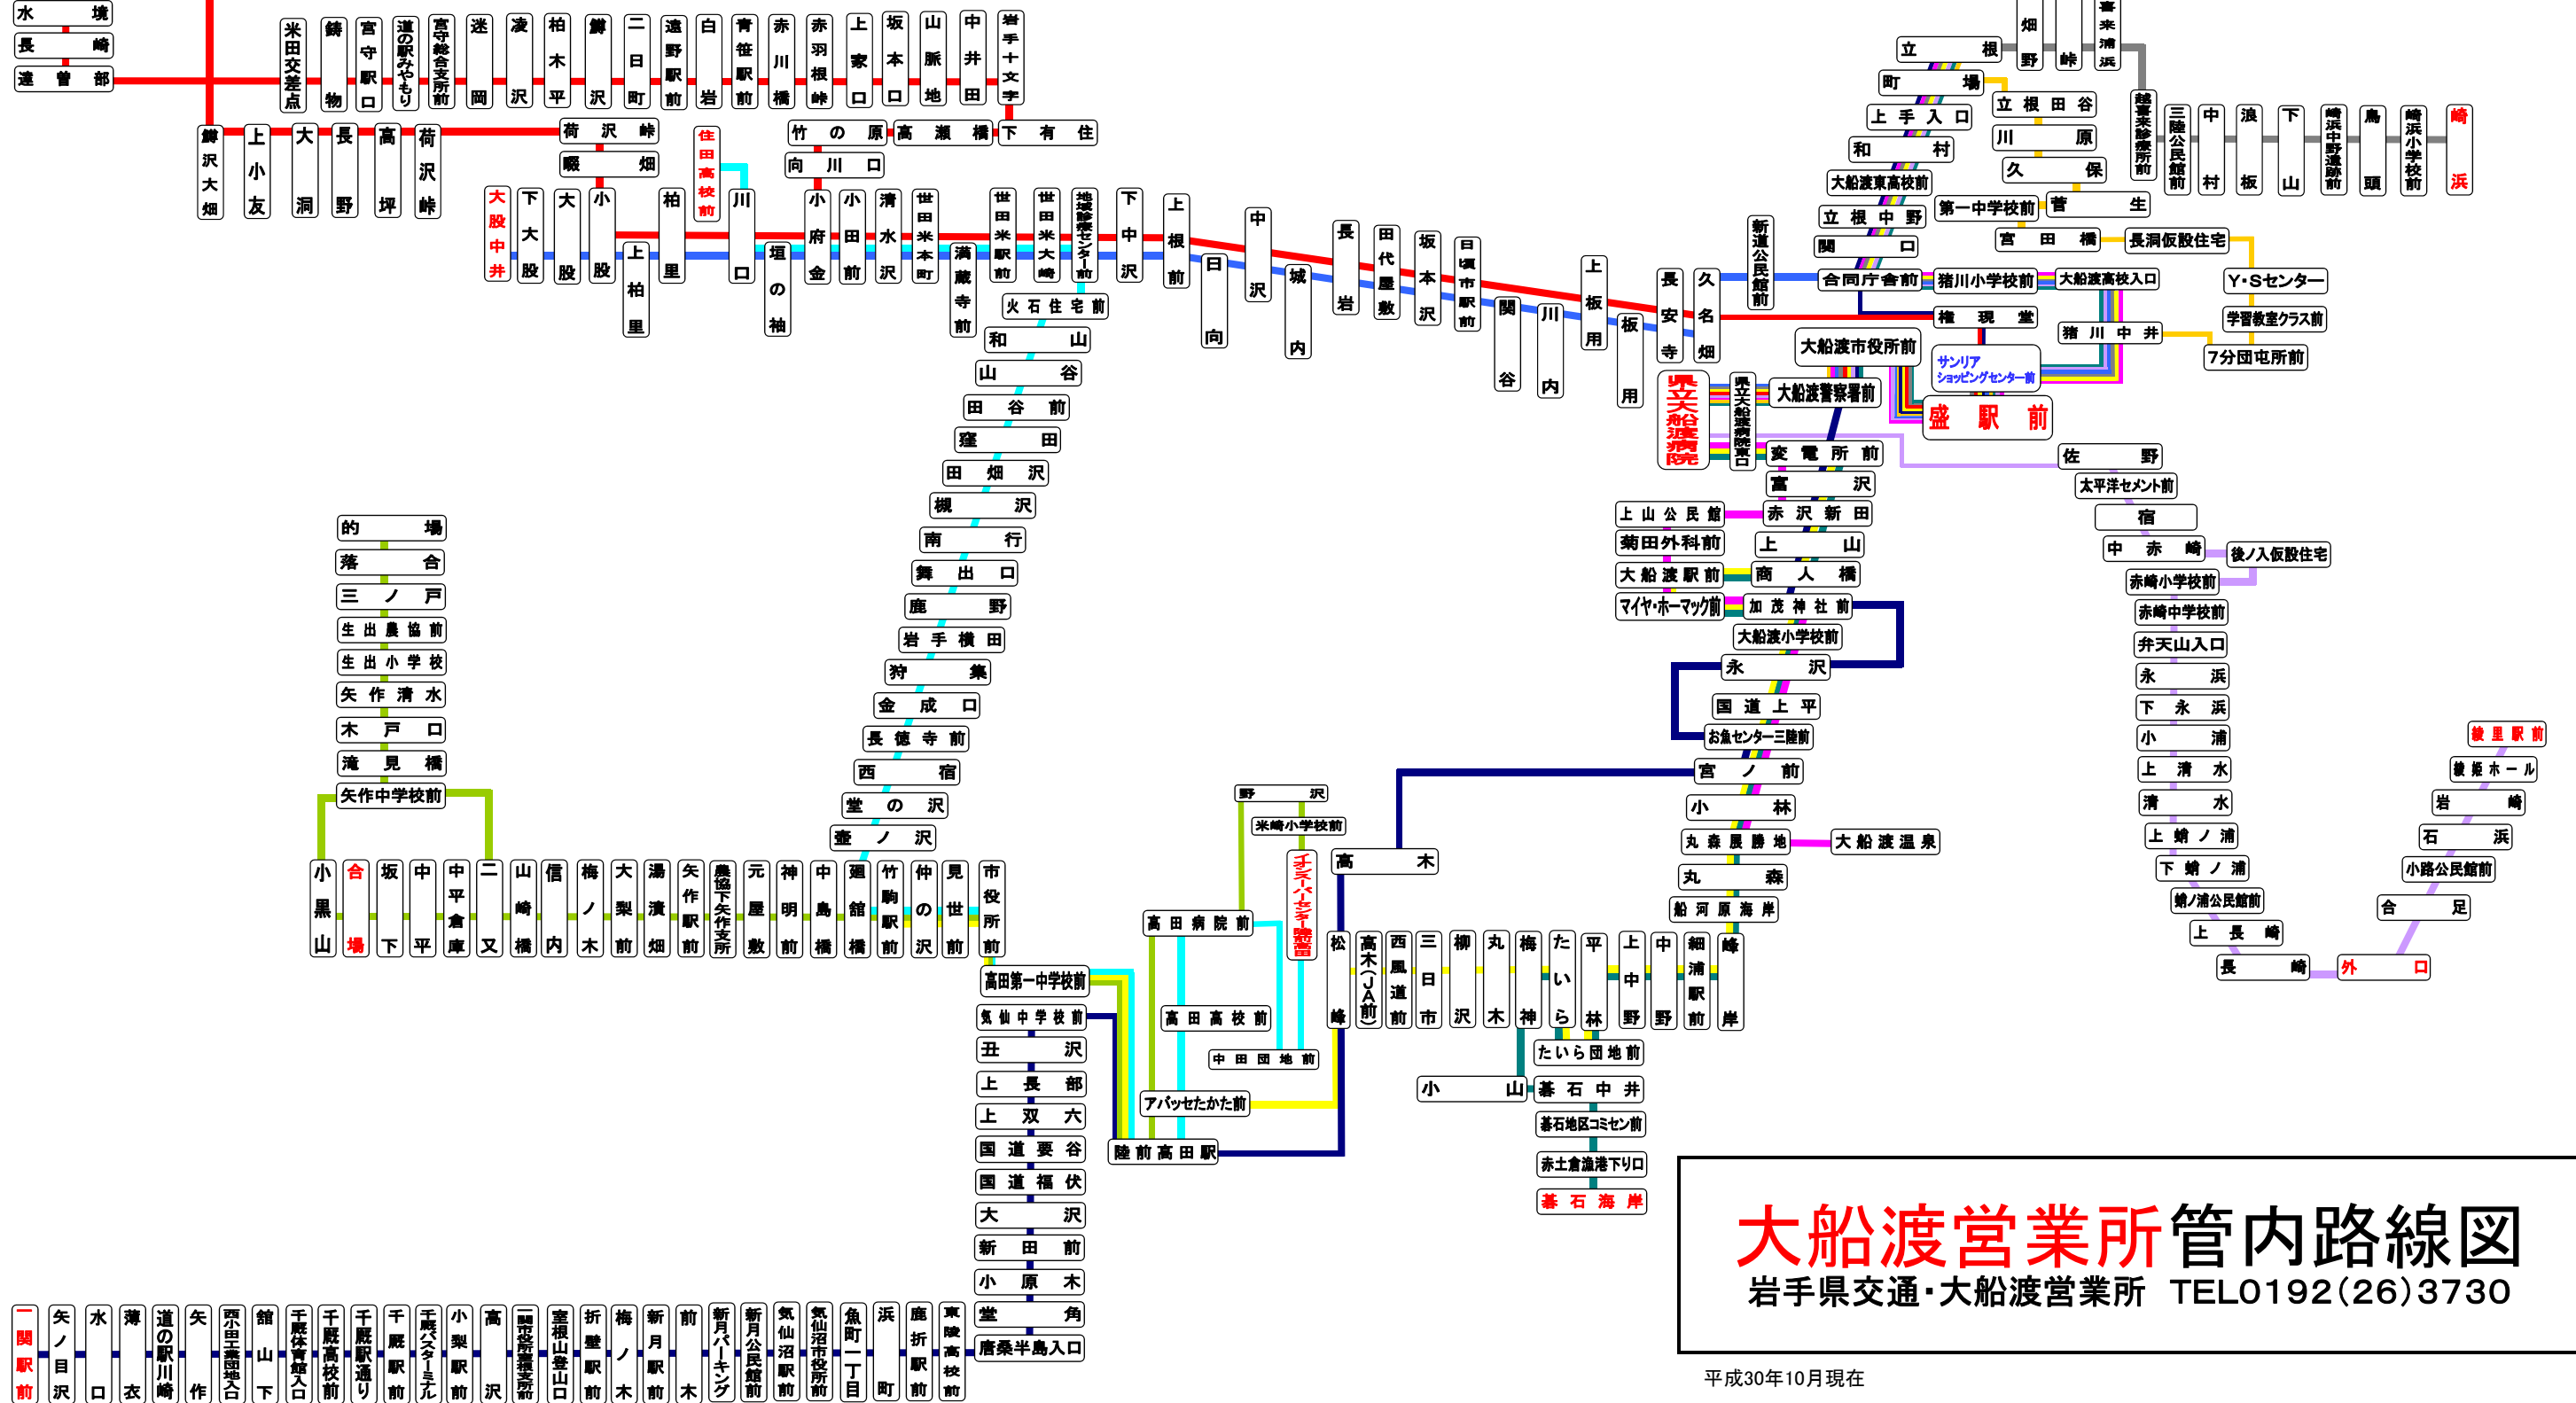 水境
長崎
達曽部
米田交差点
鋳物
宮守駅口
道の駅みやもり
宮守総合支所前
迷岡
凌沢
柏木平
鱒沢
二日町
遠野駅前
白岩
青笹駅前
赤川橋
赤羽根峠
上家口
坂本口
山脈地
中井田
岩手十文字
鱒沢大畑
上小友
大洞
長野
高坪
荷沢峠
荷沢峠
畷畑
住田高校前
竹の原
高瀬橋
下有住
向川口
大股中井
下大股
大股
小股
上柏里
柏里
川口
垣の袖
小府金
小田前
清水沢
世田米本町
満蔵寺前
世田米駅前
世田米大崎
地域診療センター前
下中沢
上根前
日向
中沢
城内
長岩
田代屋敷
坂本沢
日頃市駅前
関谷
川内
上板用
板用
長安寺
久名畑
新道公民館前
立根
町場
上手入口
和村
大船渡東高校前
立根中野
関口
合同庁舎前
猪川小学校前
大船渡高校入口
権現堂
猪川中井
畑野
峠
喜来浦浜
立根田谷
川原
久保
菅生
第一中学校前
宮田橋
長洞仮設住宅
Y・Sセンター
学習教室クラス前
7分団屯所前
越喜来診療所前
三陸公民館前
中村
浪板
下山
崎浜中野遺跡前
鳥頭
崎浜小学校前
崎浜
大船渡市役所前
サンリア
ショッピングセンター前
盛駅前
県立大船渡病院
県立大船渡病院東口
大船渡警察署前
変電所前
富沢
赤沢新田
上山
商人橋
加茂神社前
大船渡小学校前
永沢
国道上平
お魚センター三陸前
宮ノ前
小林
丸森展勝地
大船渡温泉
丸森
船河原海岸
上山公民館
菊田外科前
大船渡駅前
マイヤ・ホーマック前
佐野
太平洋セメント前
宿
中赤崎
後ノ入仮設住宅
赤崎小学校前
赤崎中学校前
弁天山入口
永浜
下永浜
小浦
上清水
清水
上蛸ノ浦
下蛸ノ浦
蛸ノ浦公民館前
上長崎
長崎
外口
合足
小路公民館前
石浜
岩崎
綾姫ホール
綾里駅前
火石住宅前
和山
山谷
田谷前
窪田
田畑沢
槻沢
南行
舞出口
鹿野
岩手横田
狩集
金成口
長徳寺前
西宿
堂の沢
壺ノ沢
的場
落合
三ノ戸
生出農協前
生出小学校
矢作清水
木戸口
滝見橋
矢作中学校前
小黒山
合場
坂下
中平
中平倉庫
二又
山崎橋
信内
梅ノ木
大梨前
湯漬畑
矢作駅前
農協下矢作支所
元屋敷
神明前
中島橋
廻舘橋
竹駒駅前
仲の沢
見世前
市役所前
高田第一中学校前
気仙中学校前
丑沢
上長部
上双六
国道要谷
国道福伏
大沢
新田前
小原木
堂角
唐桑半島入口
野沢
米崎小学校前
高田病院前
高田高校前
中田団地前
アバッセたかた前
陸前高田駅
高木
松峰
高木(JA前)
西風道前
三日市
柳沢
丸木
梅神
たいら
平林
上中野
中野
細浦駅前
峰岸
たいら団地前
小山
碁石中井
碁石地区コミセン前
赤土倉漁港下り口
碁石海岸
一関駅前
矢ノ目沢
水口
薄衣
道の駅川崎
矢作
西小田工業団地入口
舘山下
千厩体育館入口
千厩高校前
千厩駅通り
千厩駅前
千厩バスターミナル
小梨駅前
高沢
一関市役所室根支所前
室根山登山口
折壁駅前
梅ノ木
新月駅前
前木
新月パーキング
新月公民館前
気仙沼駅前
気仙沼市役所前
魚町一丁目
浜町
鹿折駅前
東陵高校前
大船渡営業所管内路線図
岩手県交通・大船渡営業所 TEL0192(26)3730
平成30年10月現在